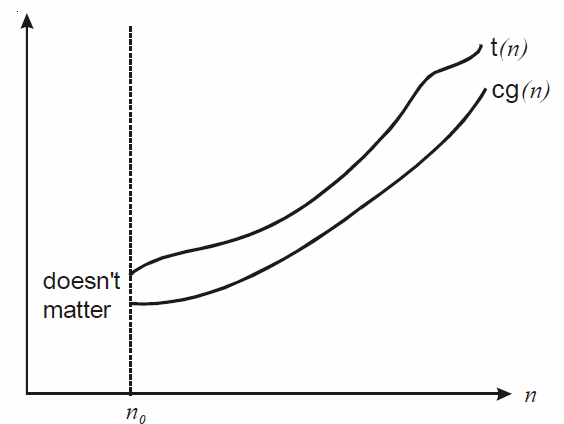 t(n)
cg(n)
doesn't
matter
n
n₀